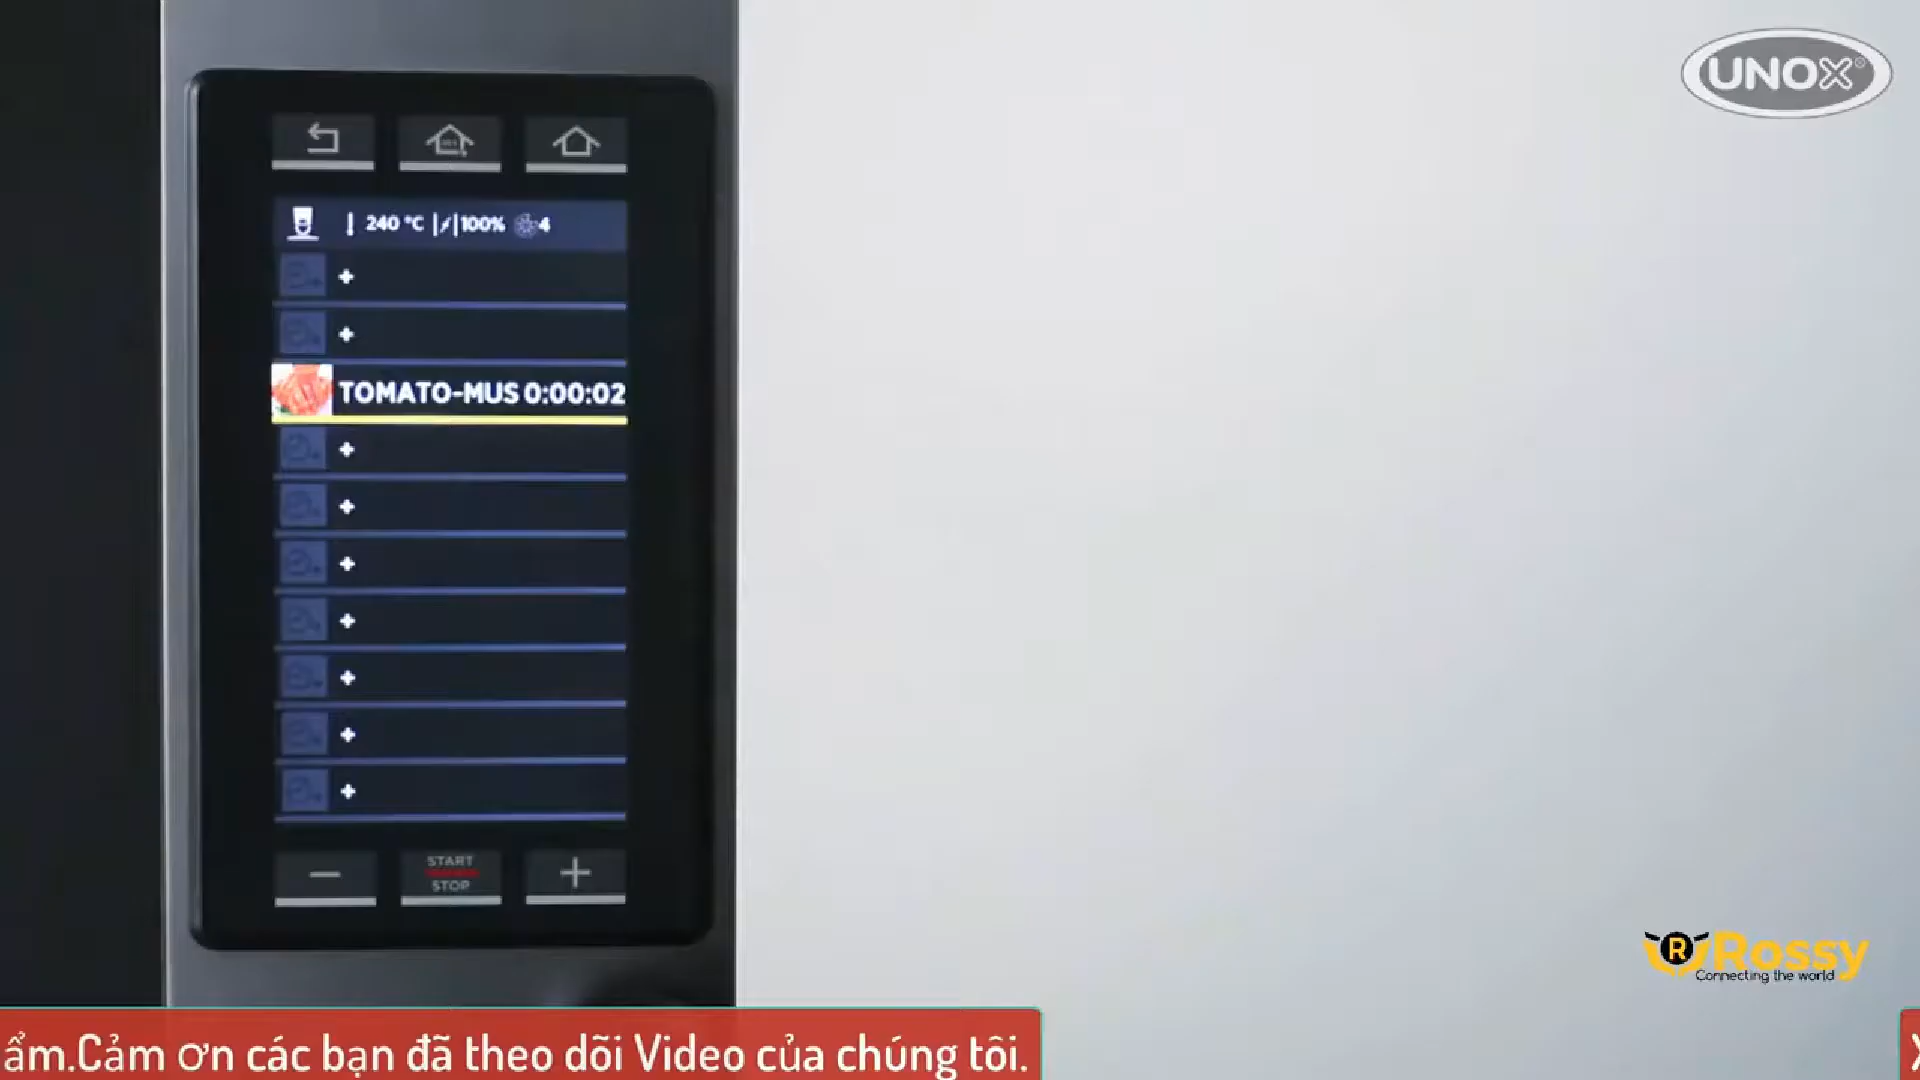 UNOX®
240 °C 100% 4
+
+
TOMATO-MUS 0:00:02
+
+
+
+
+
+
+
−
START
STOP
+
R Rossy
Connecting the world
ẩm.Cảm ơn các bạn đã theo dõi Video của chúng tôi.